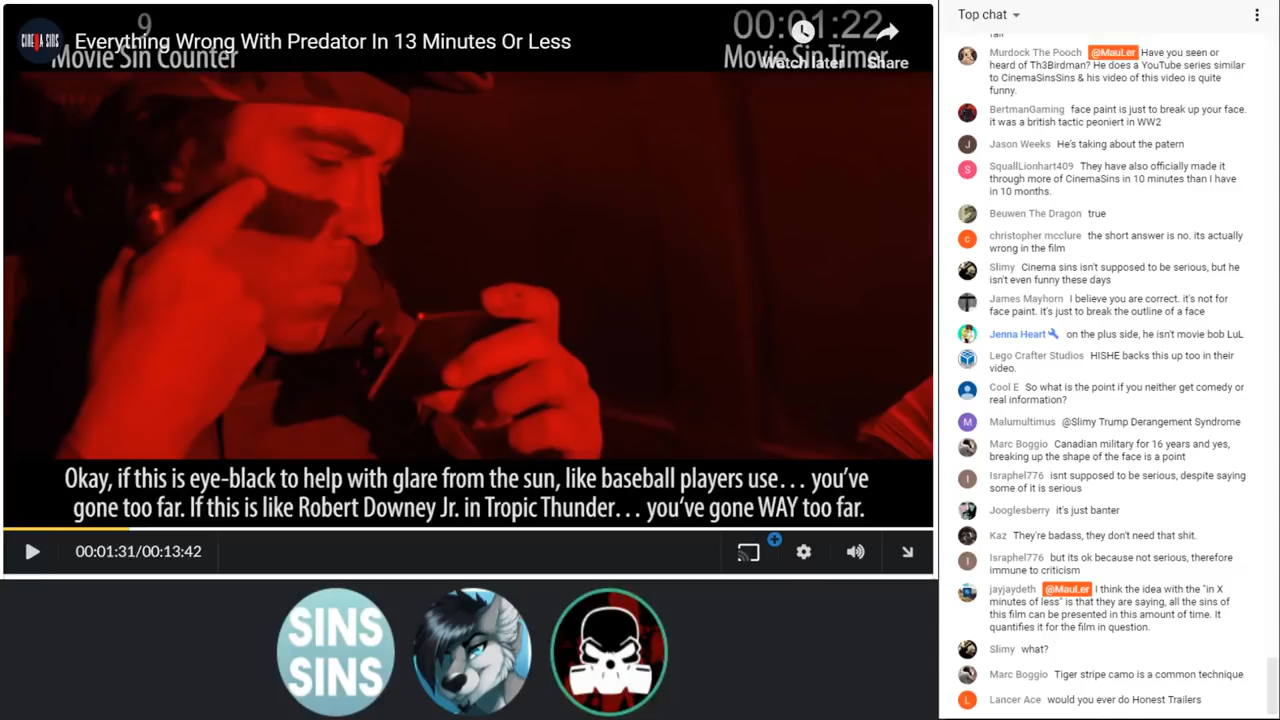 9
00:01:22
CINEMA SINS
Everything Wrong With Predator In 13 Minutes Or Less
Movie Sin Counter
Movie Sin Timer
Watch later
Share
Okay, if this is eye-black to help with glare from the sun, like baseball players use… you've
gone too far. If this is like Robert Downey Jr. in Tropic Thunder… you've gone WAY too far.
00:01:31/00:13:42
SINS
SINS
Top chat
Murdock The Pooch @MauLer Have you seen or
heard of Th3Birdman? He does a YouTube series similar
to CinemaSinsSins & his video of this video is quite
funny.
BertmanGaming face paint is just to break up your face.
it was a british tactic peoniert in WW2
J
Jason Weeks He's taking about the patern
S
SquallLionhart409 They have also officially made it
through more of CinemaSins in 10 minutes than I have
in 10 months.
Beuwen The Dragon true
c
christopher mcclure the short answer is no. its actually
wrong in the film
Slimy Cinema sins isn't supposed to be serious, but he
isn't even funny these days
James Mayhorn I believe you are correct. it's not for
face paint. it's just to break the outline of a face
Jenna Heart on the plus side, he isn't movie bob LuL
Lego Crafter Studios HISHE backs this up too in their
video.
Cool E So what is the point if you neither get comedy or
real information?
M
Malumultimus @Slimy Trump Derangement Syndrome
Marc Boggio Canadian military for 16 years and yes,
breaking up the shape of the face is a point
I
Israphel776 isnt supposed to be serious, despite saying
some of it is serious
Jooglesberry it's just banter
Kaz They're badass, they don't need that shit.
I
Israphel776 but its ok because not serious, therefore
immune to criticism
jayjaydeth @MauLer I think the idea with the "in X
minutes of less" is that they are saying, all the sins of
this film can be presented in this amount of time. It
quantifies it for the film in question.
Slimy what?
Marc Boggio Tiger stripe camo is a common technique
L
Lancer Ace would you ever do Honest Trailers